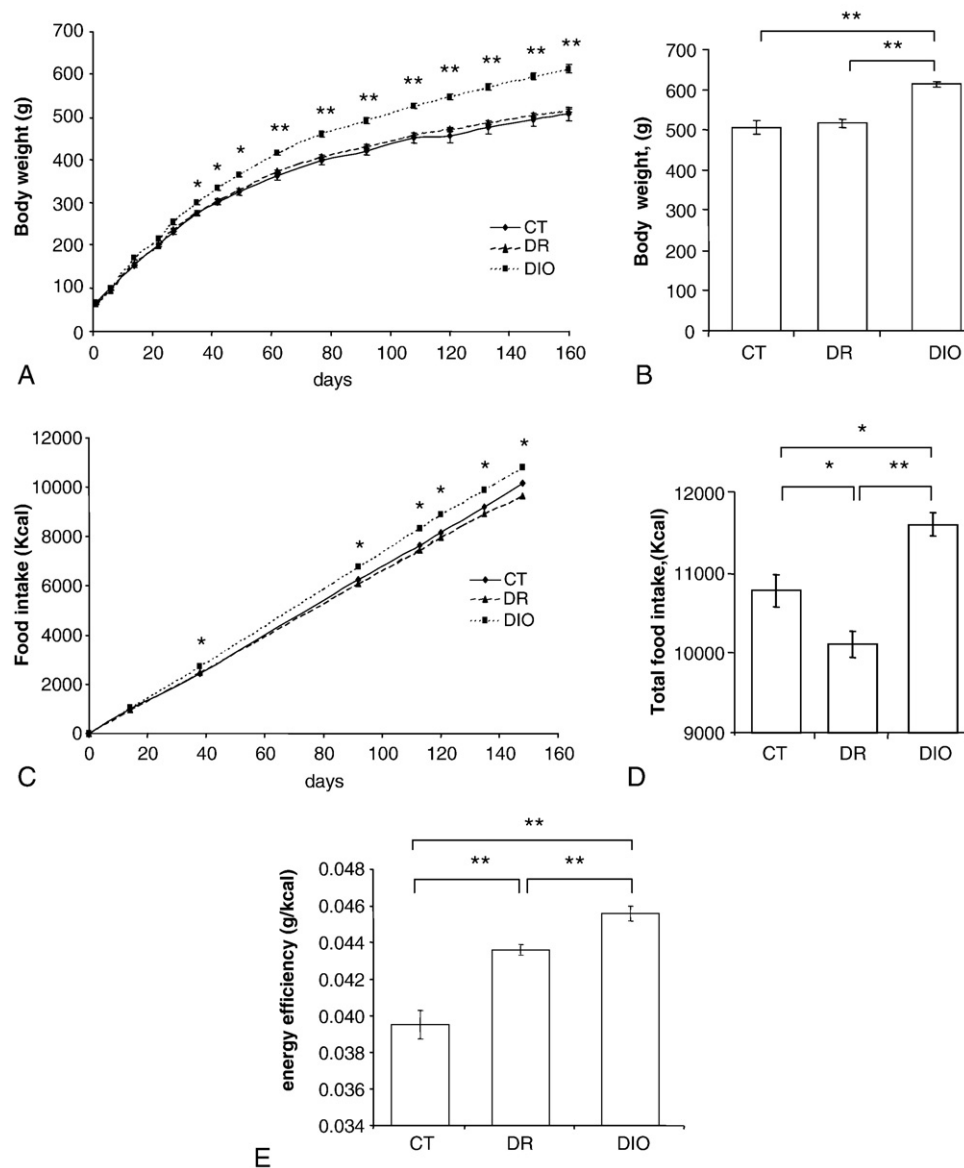 700
600
500
400
300
200
100
0
Body weight (g)
* * * ** ** ** ** ** ** ** **
CT
DR
DIO
0 20 40 60 80 100 120 140 160
days
A
**
**
700
600
500
400
300
200
100
0
Body weight, (g)
CT DR DIO
B
12000
10000
8000
6000
4000
2000
0
Food intake (Kcal)
* * * * * *
CT
DR
DIO
0 20 40 60 80 100 120 140 160
days
C
*
* **
12000
11000
10000
9000
Total food intake,(Kcal)
CT DR DIO
D
**
** **
0.048
0.046
0.044
0.042
0.040
0.038
0.036
0.034
energy efficiency (g/kcal)
CT DR DIO
E